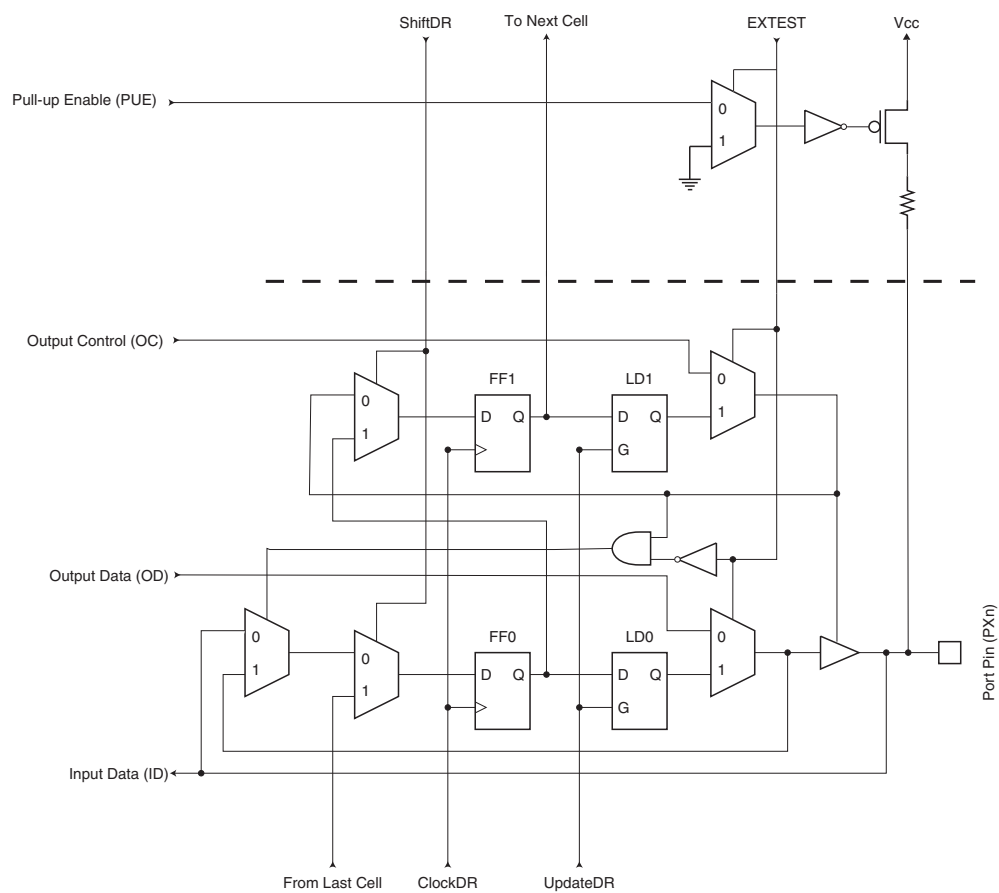 ShiftDR
To Next Cell
EXTEST
Vcc
Pull-up Enable (PUE)
0
1
Output Control (OC)
FF1
LD1
0
1
0
1
D Q
D Q
G
Output Data (OD)
FF0
LD0
0
1
0
1
0
1
D Q
D Q
G
Port Pin (PXn)
Input Data (ID)
From Last Cell
ClockDR
UpdateDR